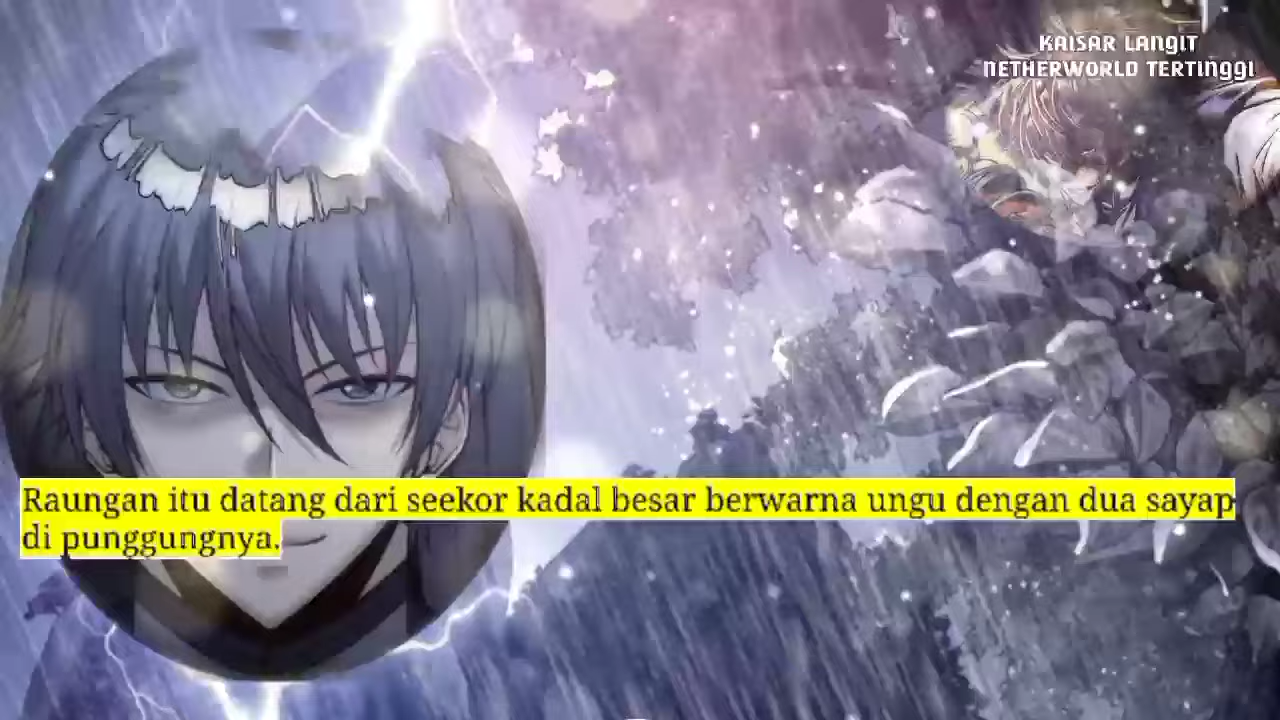 KAISAR LANGIT
NETHERWORLD TERTINGGI
Raungan itu datang dari seekor kadal besar berwarna ungu dengan dua sayap
di punggungnya.